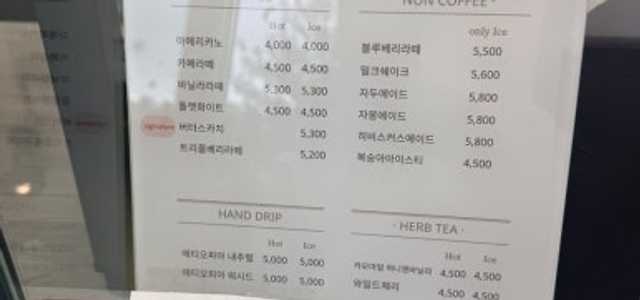 Hot Ice
아메리카노 4,000 4,000
카페라떼 4,500 4,500
바닐라라떼 5,300 5,300
플랫화이트 4,500 4,500
signature 버터스카치 5,300
트리플베리라떼 5,200
HAND DRIP
Hot Ice
에티오피아 내추럴 5,000 5,000
에티오피아 워시드 5,000 5,000
NON COFFEE ·
only Ice
블루베리라떼 5,500
밀크쉐이크 5,600
자두에이드 5,800
자몽에이드 5,800
히비스커스에이드 5,800
복숭아아이스티 4,500
· HERB TEA ·
Hot Ice
카모마일 허니앤바닐라 4,500 4,500
와일드체리 4,500 4,500